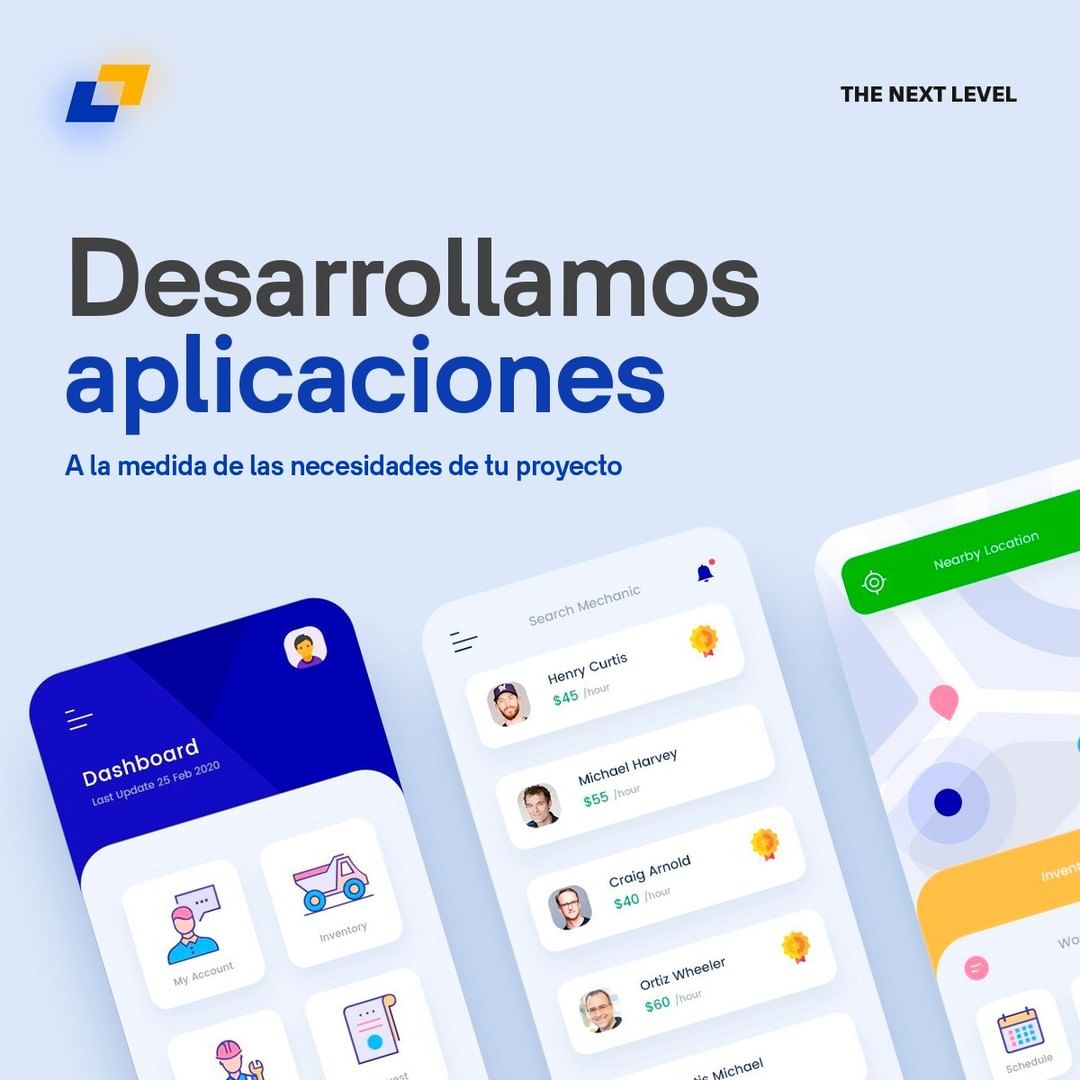 THE NEXT LEVEL
Desarrollamos
aplicaciones
A la medida de las necesidades de tu proyecto
Dashboard
Last Update 25 Feb 2020
My Account
Inventory
Search Mechanic
Henry Curtis
$45 /hour
Michael Harvey
$55 /hour
Craig Arnold
$40 /hour
Ortiz Wheeler
$60 /hour
Michael
Nearby Location
Schedule